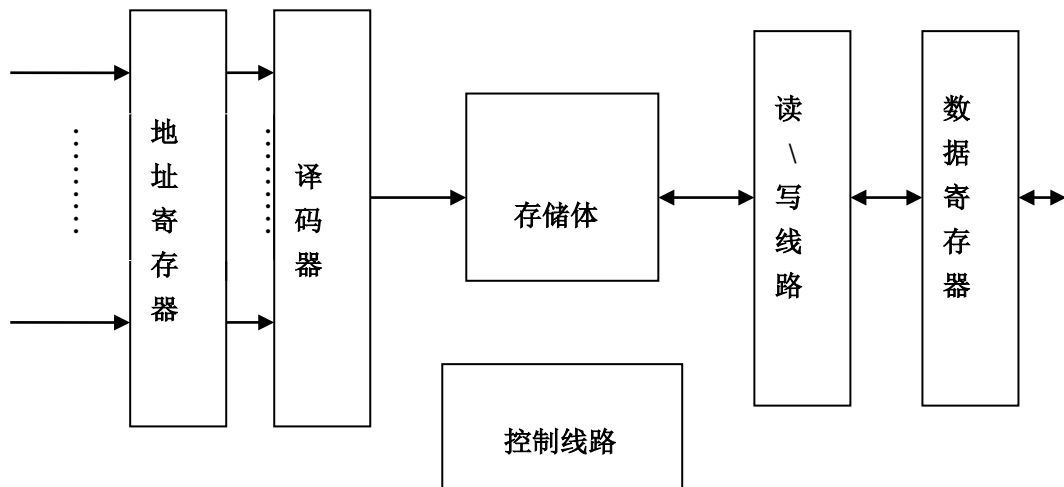 地址寄存器
译码器
存储体
读\写线路
数据寄存器
控制线路